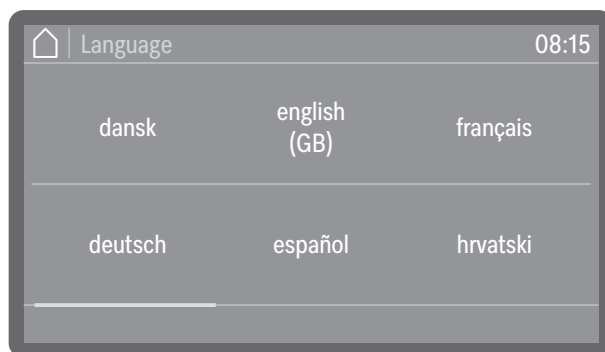 Language 08:15
dansk english (GB) français
deutsch español hrvatski